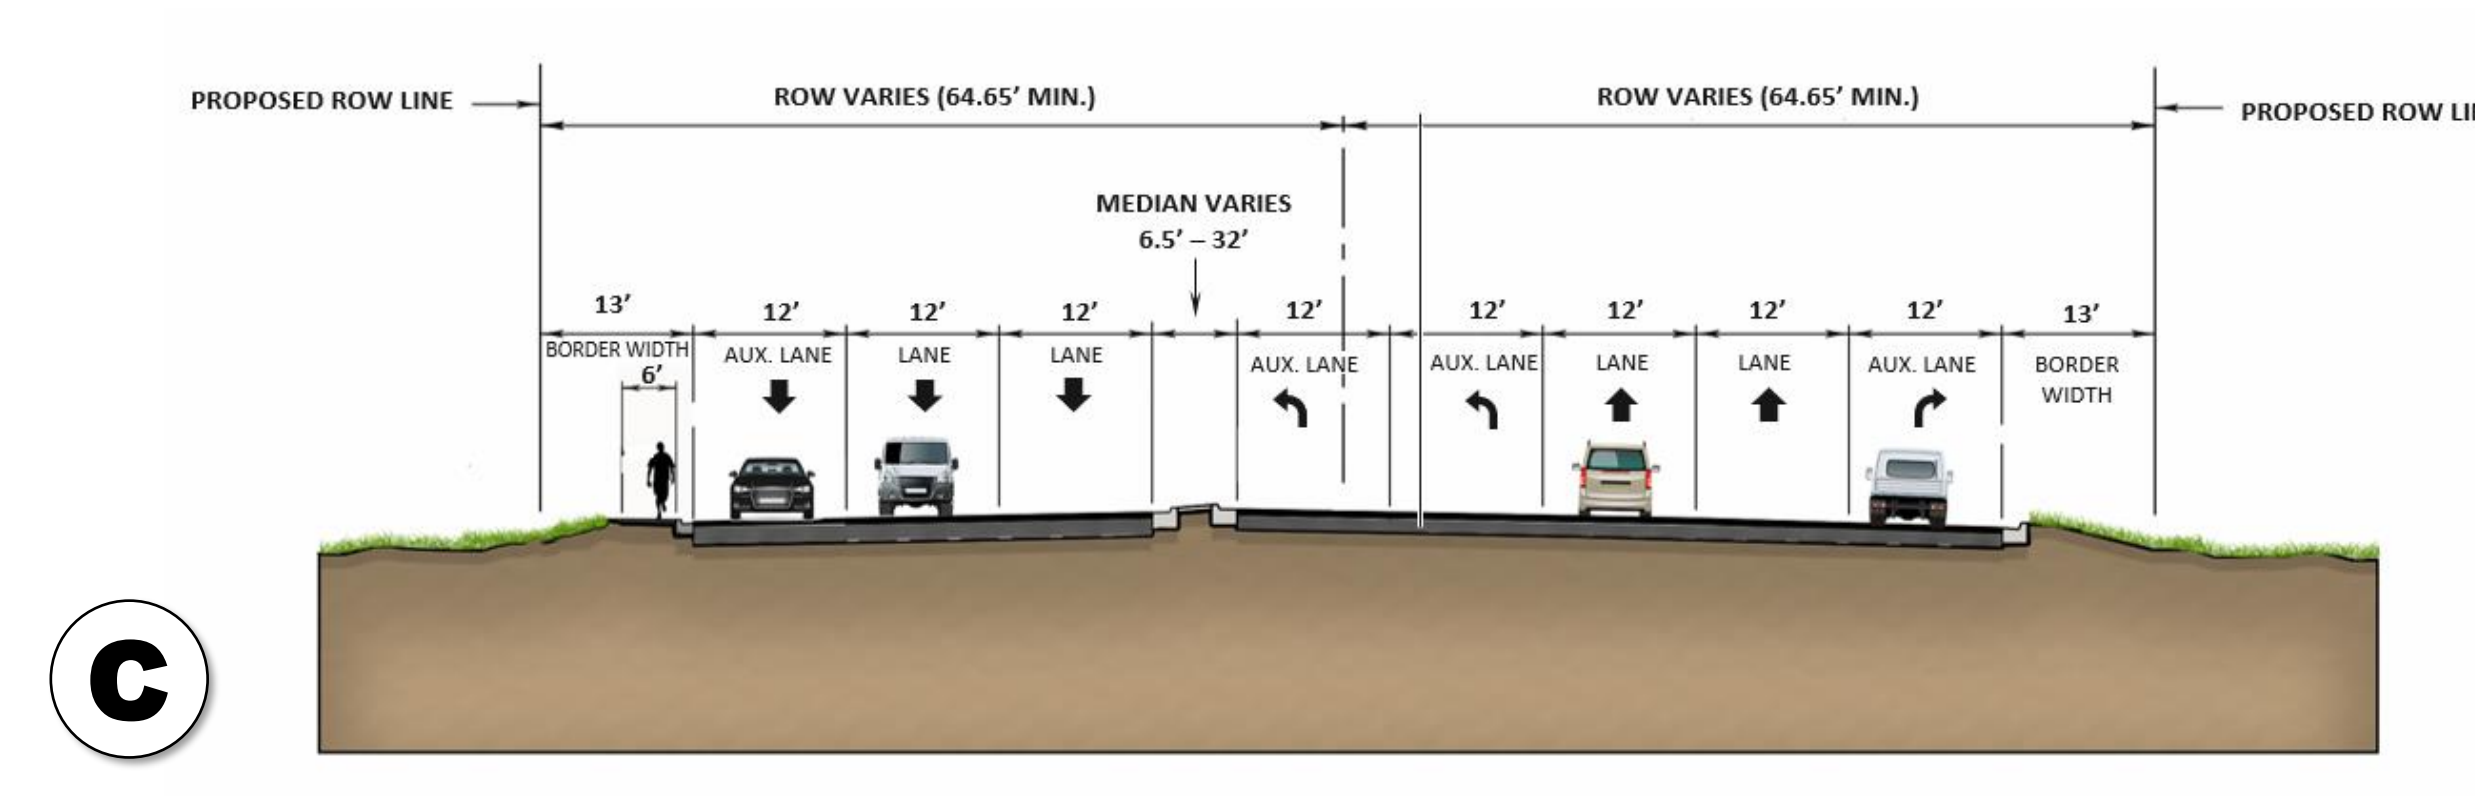 PROPOSED ROW LINE
ROW VARIES (64.65' MIN.)
ROW VARIES (64.65' MIN.)
PROPOSED ROW
MEDIAN VARIES
6.5' – 32'
13'
12'
12'
12'
12'
12'
12'
12'
12'
13'
BORDER WIDTH
AUX. LANE
LANE
LANE
AUX. LANE
AUX. LANE
LANE
LANE
AUX. LANE
BORDER
WIDTH
6'
C